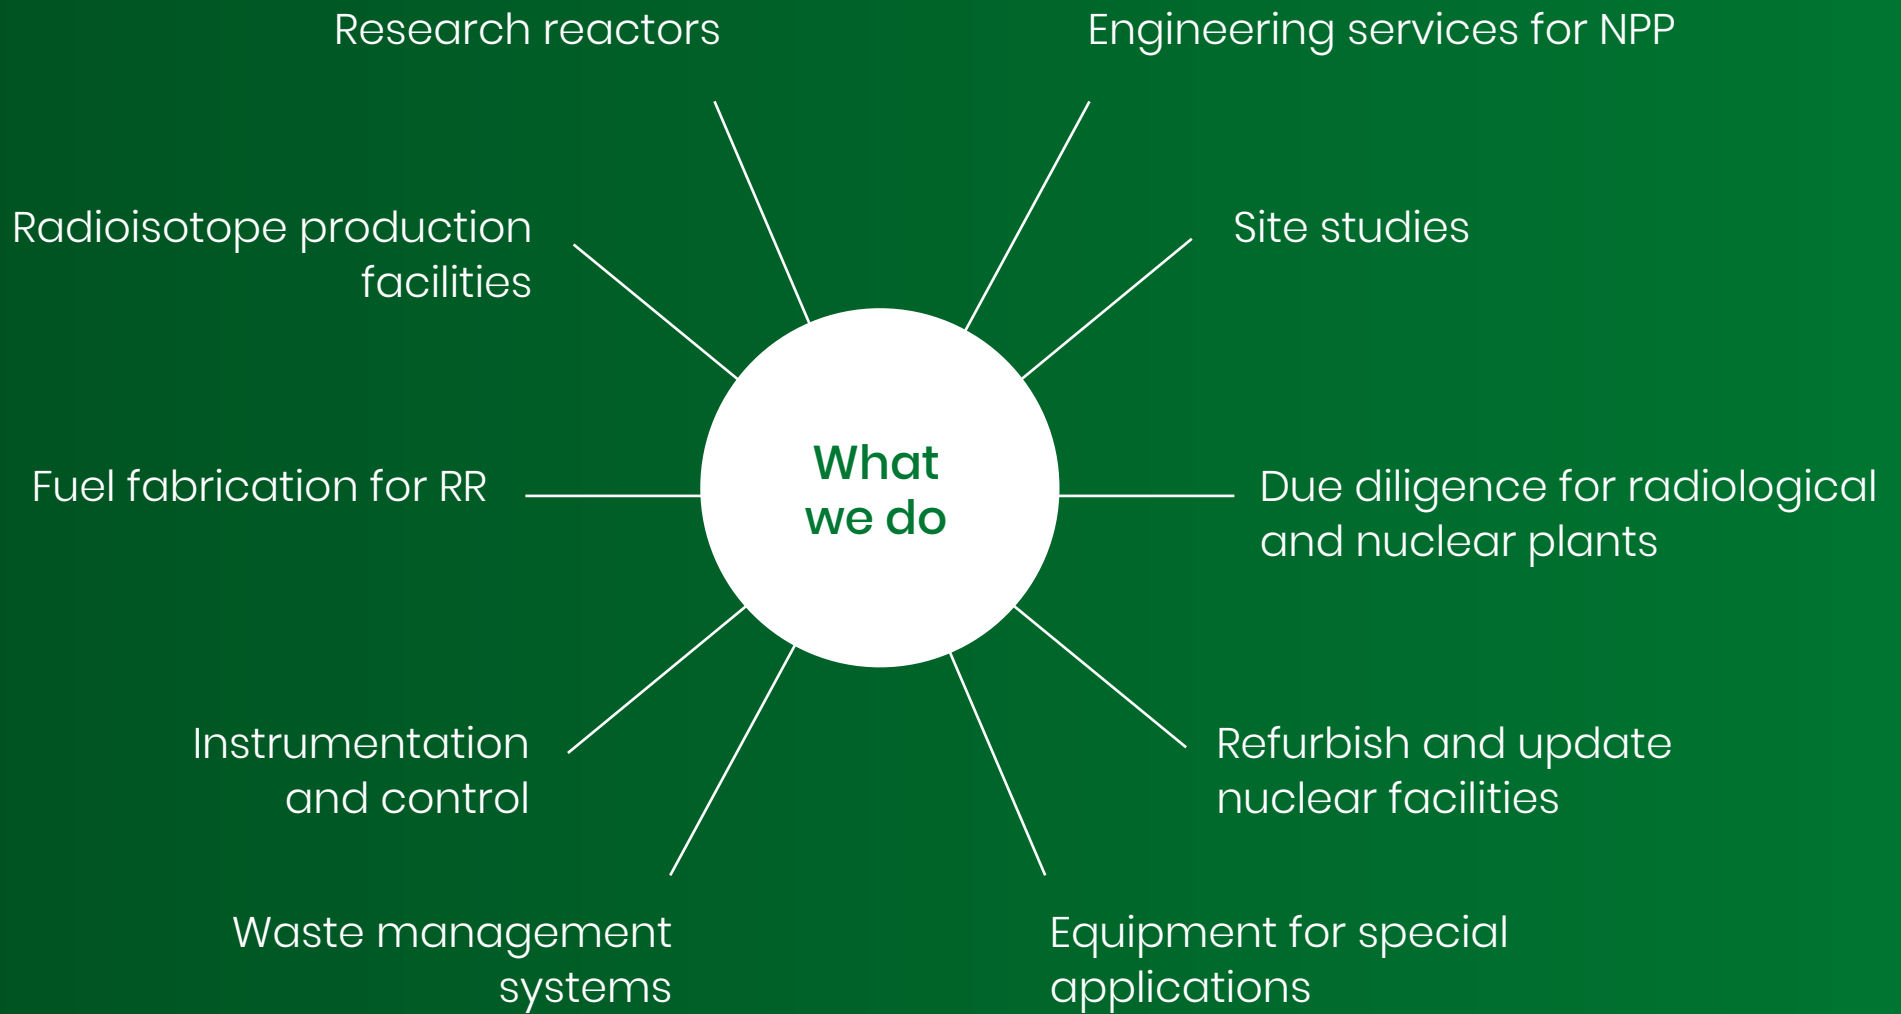 Research reactors
Engineering services for NPP
Radioisotope production
facilities
Site studies
What
we do
Fuel fabrication for RR
Due diligence for radiological
and nuclear plants
Instrumentation
and control
Refurbish and update
nuclear facilities
Waste management
systems
Equipment for special
applications